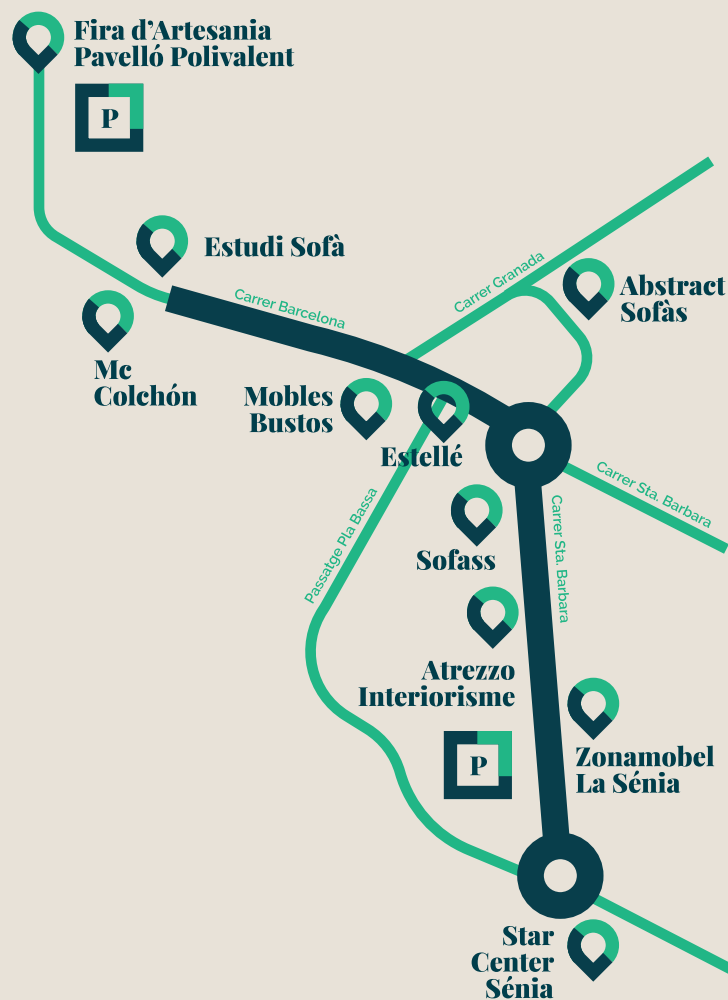 Fira d’Artesania
Pavelló Polivalent
P
Estudi Sofà
Carrer Granada
Abstract
Sofàs
Carrer Barcelona
Mc
Colchón
Mobles
Bustos
Estellé
Carrer Sta. Barbara
Passatge Pla Bassa
Carrer Sta. Barbara
Sofass
Atrezzo
Interiorisme
P
Zonamobel
La Sénia
Star
Center
Sénia